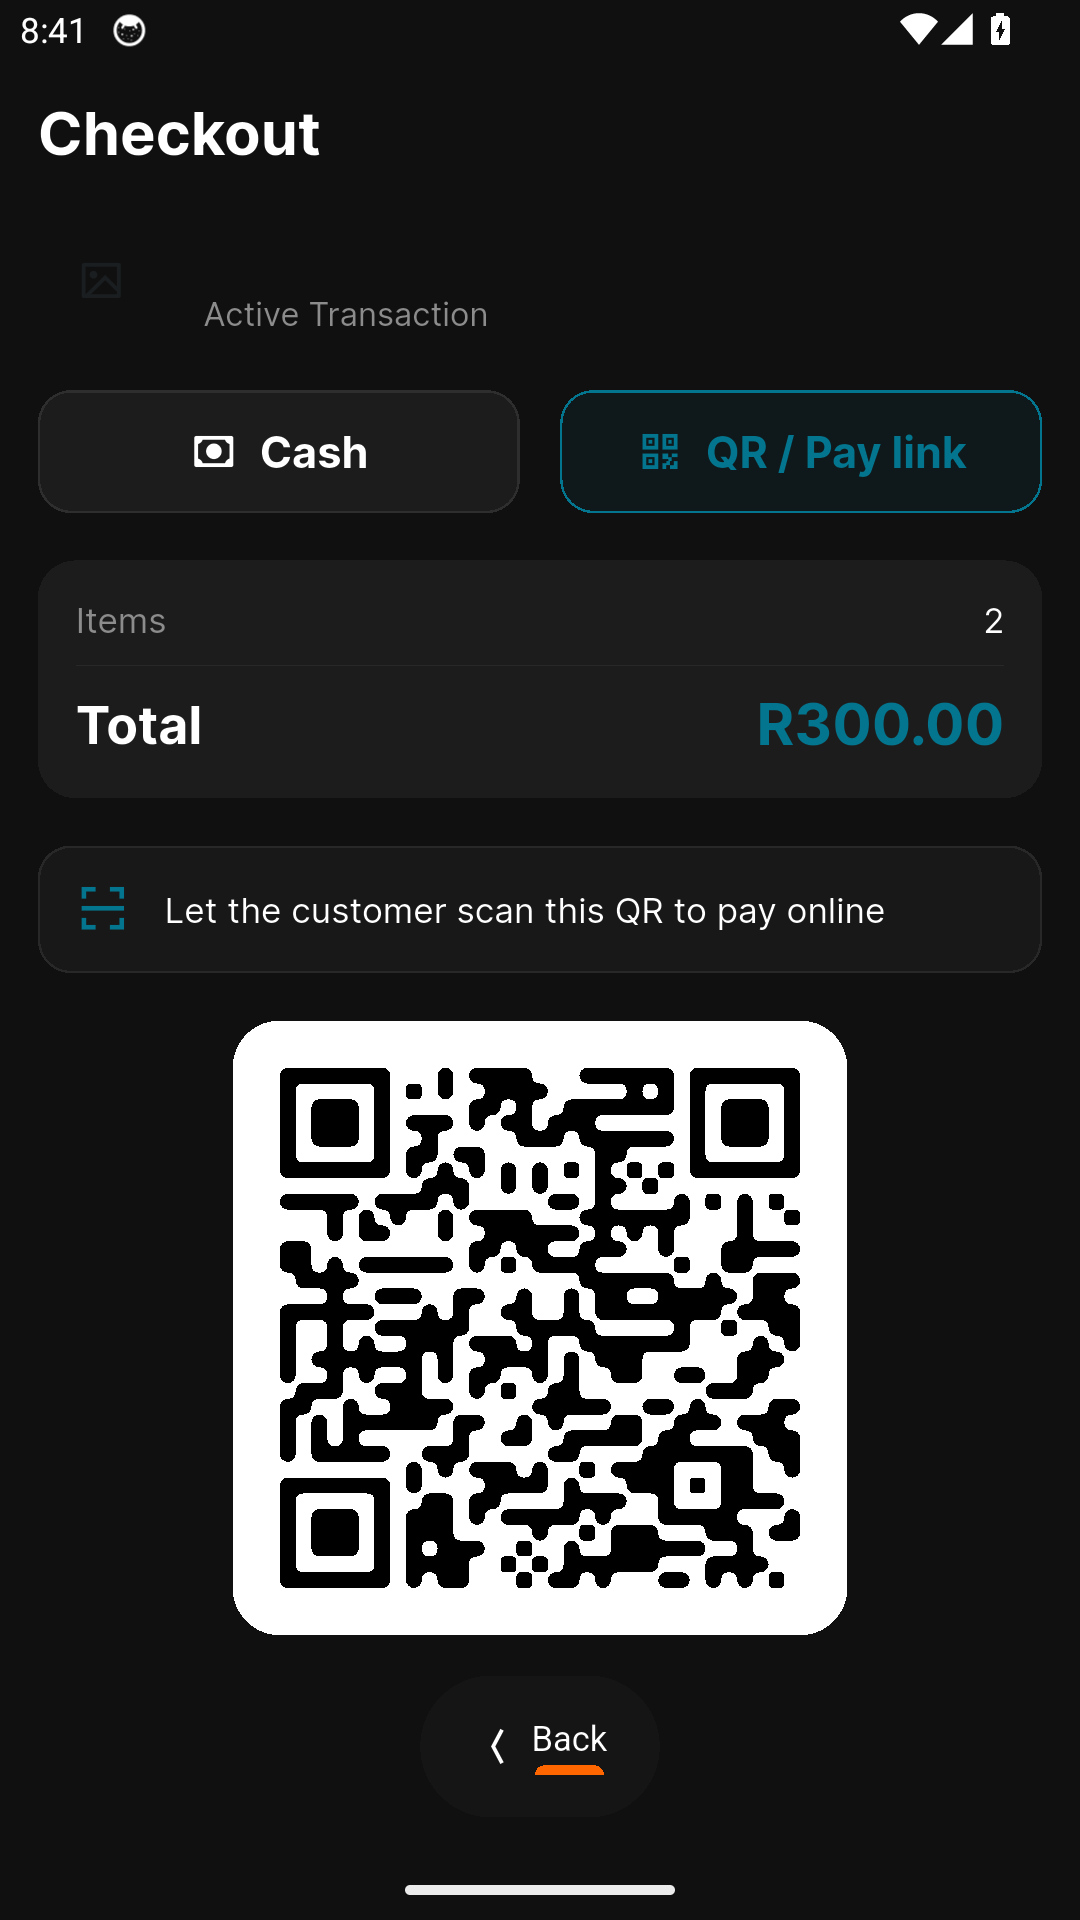 8:41
Checkout
Active Transaction
Cash
QR / Pay link
Items 2
Total R300.00
Let the customer scan this QR to pay online
Back